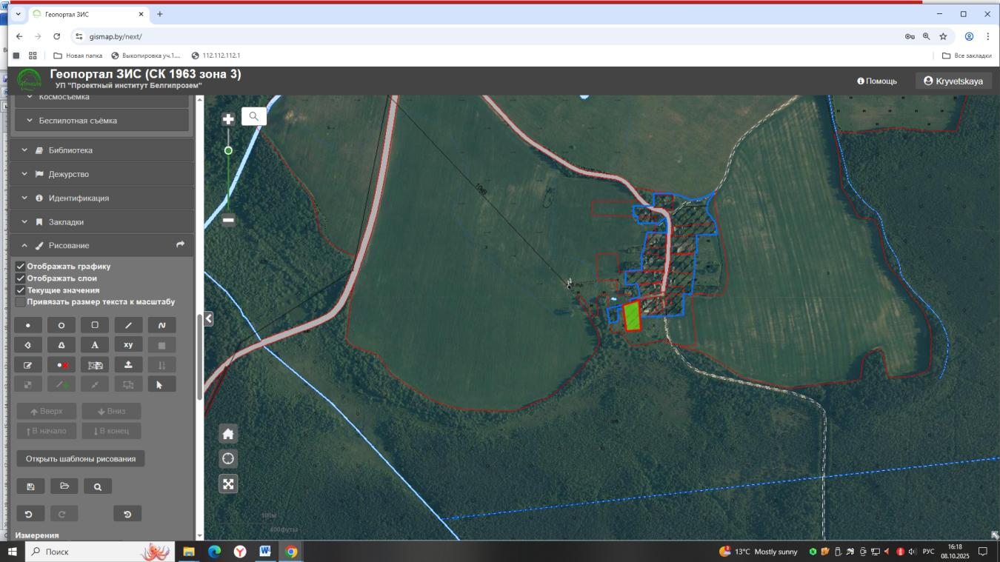 Геопортал ЗИС
gismap.by/next/
Новая папка
Выкопировка уч.1....
112.112.112.1
Все закладки
Геопортал ЗИС (СК 1963 зона 3)
УП "Проектный институт Белгипрозем"
Помощь
Kryvetskaya
Космосъёмка
Беспилотная съёмка
Библиотека
Дежурство
Идентификация
Закладки
Рисование
Отображать графику
Отображать слои
Текущие значения
Привязать размер текста к масштабу
A
xy
Вверх
Вниз
В начало
В конец
Открыть шаблоны рисования
Измерения
10кВ
100м
400футы
Поиск
3
13°C Mostly sunny
РУС
16:18
08.10.2025